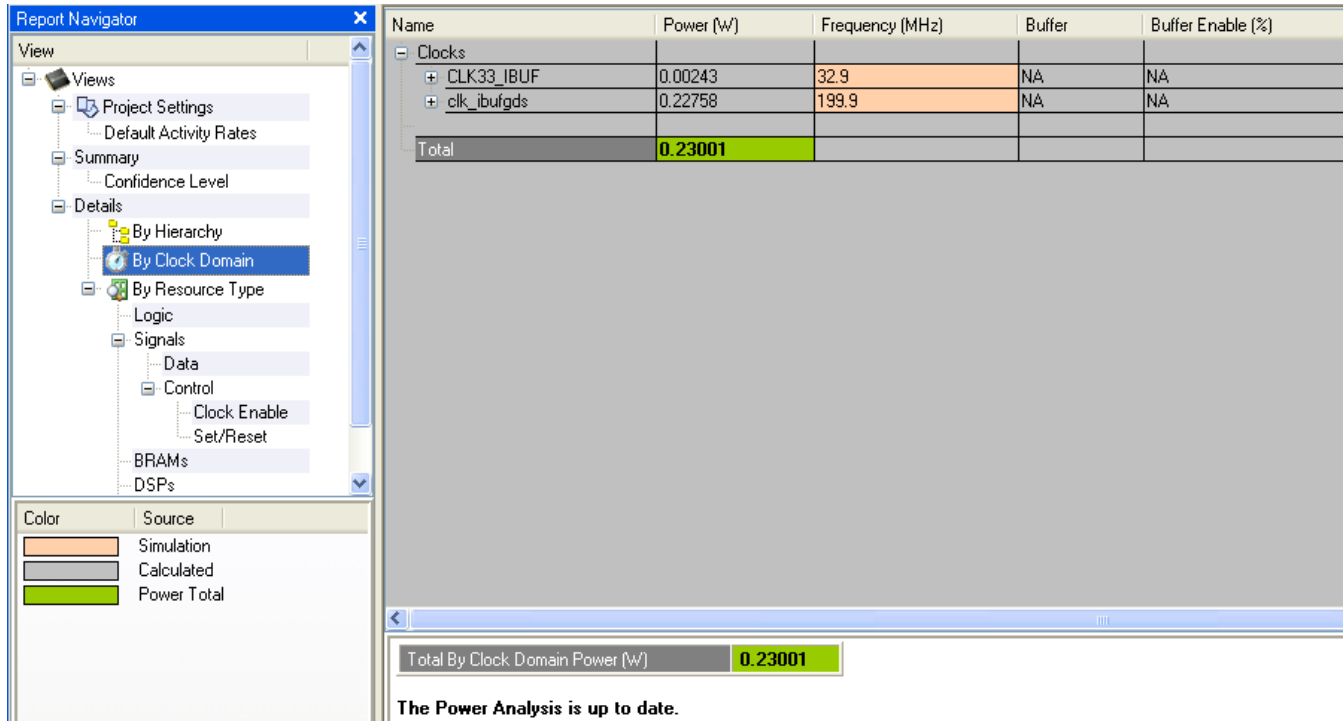 Report Navigator
View
Views
Project Settings
Default Activity Rates
Summary
Confidence Level
Details
By Hierarchy
By Clock Domain
By Resource Type
Logic
Signals
Data
Control
Clock Enable
Set/Reset
BRAMs
DSPs
Color Source
Simulation
Calculated
Power Total
Name Power (W) Frequency (MHz) Buffer Buffer Enable (%)
Clocks
CLK33_IBUF 0.00243 32.9 NA NA
clk_ibufgds 0.22758 199.9 NA NA
Total 0.23001
Total By Clock Domain Power (W) 0.23001
The Power Analysis is up to date.